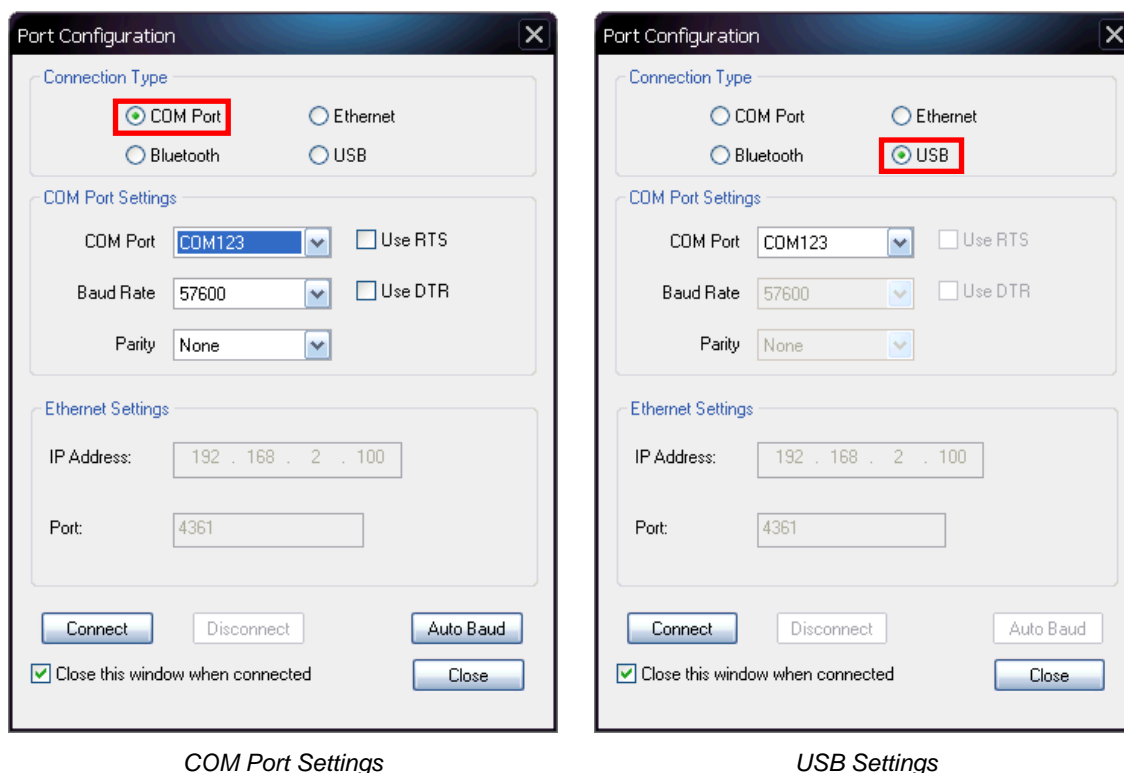 Port Configuration
Connection Type
COM Port
Ethernet
Bluetooth
USB
COM Port Settings
COM Port COM123 Use RTS
Baud Rate 57600 Use DTR
Parity None
Ethernet Settings
IP Address: 192 . 168 . 2 . 100
Port: 4361
Connect Disconnect Auto Baud
Close this window when connected Close
COM Port Settings
Port Configuration
Connection Type
COM Port
Ethernet
Bluetooth
USB
COM Port Settings
COM Port COM123 Use RTS
Baud Rate 57600 Use DTR
Parity None
Ethernet Settings
IP Address: 192 . 168 . 2 . 100
Port: 4361
Connect Disconnect Auto Baud
Close this window when connected Close
USB Settings